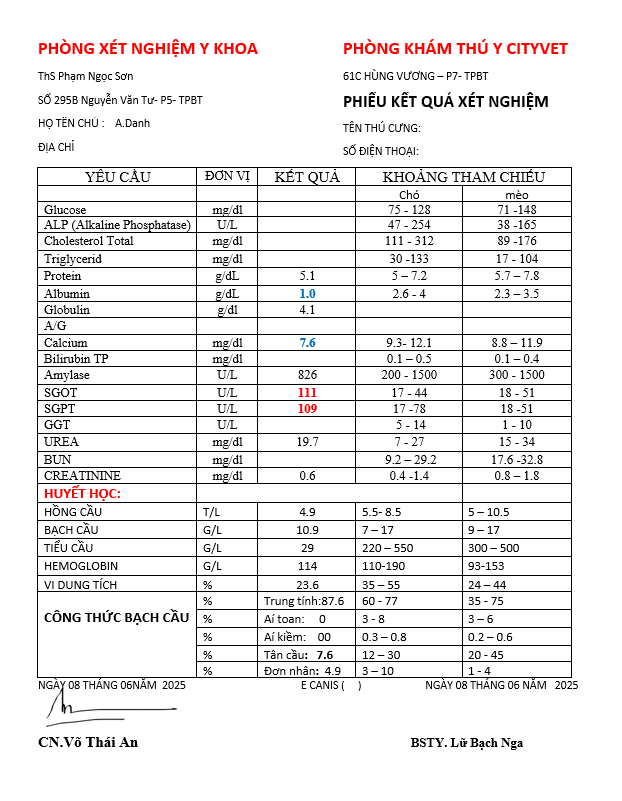 PHÒNG XÉT NGHIỆM Y KHOA
PHÒNG KHÁM THÚ Y CITYVET
ThS Phạm Ngọc Sơn
61C HÙNG VƯƠNG – P7- TPBT
SỐ 295B Nguyễn Văn Tư- P5- TPBT
PHIẾU KẾT QUẢ XÉT NGHIỆM
HỌ TÊN CHỦ : A.Danh
TÊN THÚ CƯNG:
ĐỊA CHỈ
SỐ ĐIỆN THOẠI:
YÊU CẦU ĐƠN VỊ KẾT QUẢ KHOẢNG THAM CHIẾU
Chó mèo
Glucose mg/dl 75 - 128 71 -148
ALP (Alkaline Phosphatase) U/L 47 - 254 38 -165
Cholesterol Total mg/dl 111 - 312 89 -176
Triglycerid mg/dl 30 -133 17 - 104
Protein g/dL 5.1 5 – 7.2 5.7 – 7.8
Albumin g/dL 1.0 2.6 - 4 2.3 – 3.5
Globulin g/dl 4.1
A/G
Calcium mg/dl 7.6 9.3- 12.1 8.8 – 11.9
Bilirubin TP mg/dl 0.1 – 0.5 0.1 – 0.4
Amylase U/L 826 200 - 1500 300 - 1500
SGOT U/L 111 17 - 44 18 - 51
SGPT U/L 109 17 -78 18 -51
GGT U/L 5 - 14 1 - 10
UREA mg/dl 19.7 7 - 27 15 - 34
BUN mg/dl 9.2 – 29.2 17.6 -32.8
CREATININE mg/dl 0.6 0.4 -1.4 0.8 – 1.8
HUYẾT HỌC:
HỒNG CẦU T/L 4.9 5.5- 8.5 5 – 10.5
BẠCH CẦU G/L 10.9 7 – 17 9 – 17
TIỂU CẦU G/L 29 220 – 550 300 – 500
HEMOGLOBIN G/L 114 110-190 93-153
VI DUNG TÍCH % 23.6 35 – 55 24 – 44
CÔNG THỨC BẠCH CẦU % Trung tính:87.6 60 - 77 35 - 75
% Aí toan: 0 3 - 8 3 – 6
% Aí kiềm: 00 0.3 – 0.8 0.2 – 0.6
% Tân cầu: 7.6 12 – 30 20 - 45
% Đơn nhân: 4.9 3 – 10 1 - 4
NGÀY 08 THÁNG 06NĂM 2025 E CANIS ( ) NGÀY 08 THÁNG 06 NĂM 2025
CN.Võ Thái An BSTY. Lữ Bạch Nga